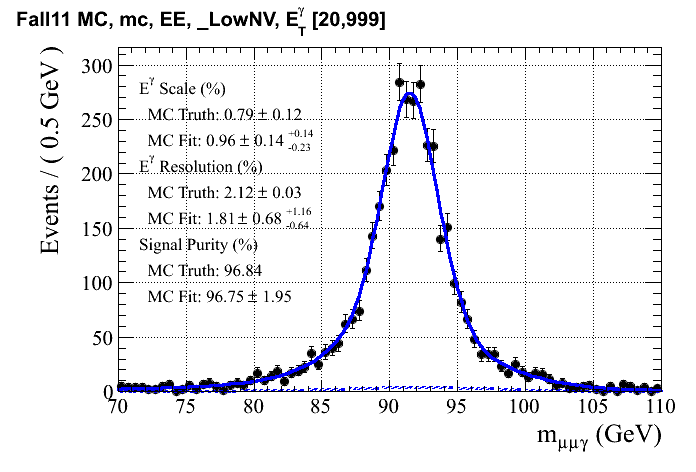 Fall11 MC, mc, EE, _LowNV, E_T^γ [20,999]
Events / ( 0.5 GeV )
300
250
200
150
100
50
0
E^γ Scale (%)
MC Truth: 0.79 ± 0.12
MC Fit: 0.96 ± 0.14 +0.14 -0.23
E^γ Resolution (%)
MC Truth: 2.12 ± 0.03
MC Fit: 1.81 ± 0.68 +1.16 -0.64
Signal Purity (%)
MC Truth: 96.84
MC Fit: 96.75 ± 1.95
70 75 80 85 90 95 100 105 110
m_μμγ (GeV)